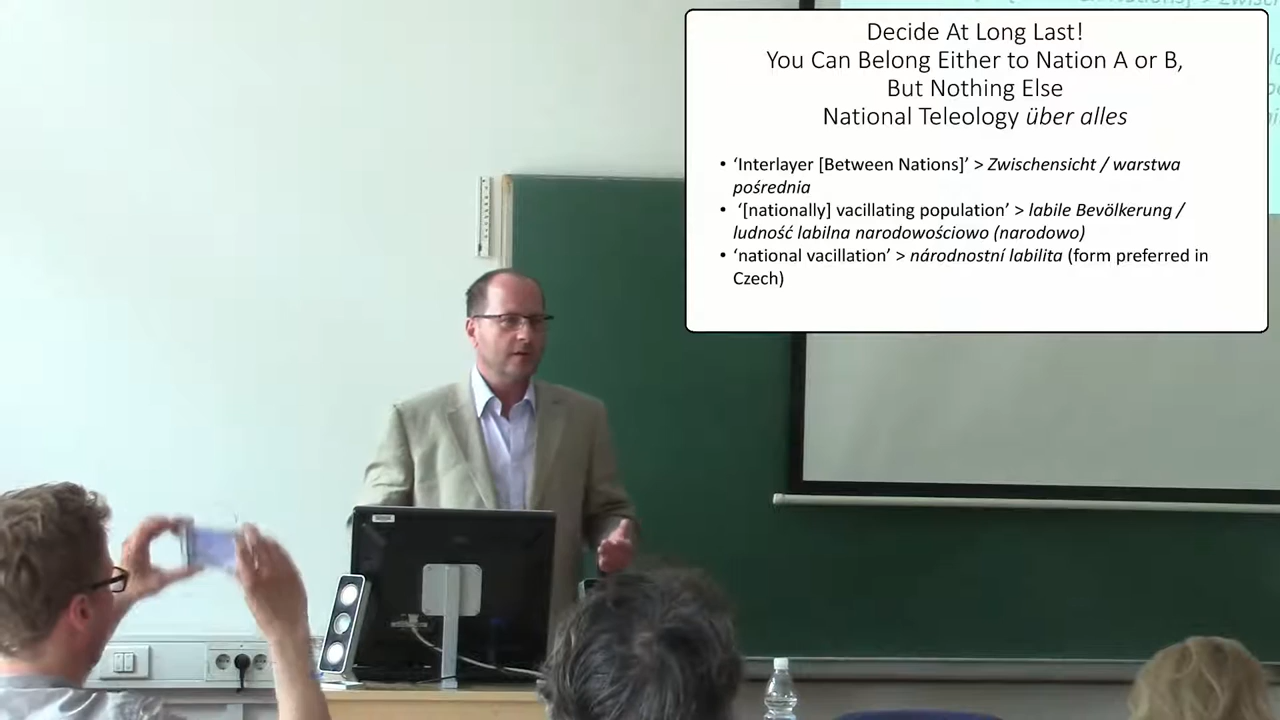 Decide At Long Last!
You Can Belong Either to Nation A or B,
But Nothing Else
National Teleology über alles
• ‘Interlayer [Between Nations]’ > Zwischensicht / warstwa
pośrednia
• ‘[nationally] vacillating population’ > labile Bevölkerung /
ludność labilna narodowościowo (narodowo)
• ‘national vacillation’ > národnostní labilita (form preferred in
Czech)